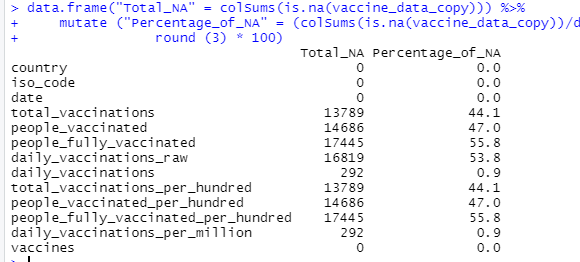 > data.frame("Total_NA" = colSums(is.na(vaccine_data_copy))) %>%
+ mutate ("Percentage_of_NA" = (colSums(is.na(vaccine_data_copy))/d
+ round (3) * 100)
Total_NA Percentage_of_NA
country 0 0.0
iso_code 0 0.0
date 0 0.0
total_vaccinations 13789 44.1
people_vaccinated 14686 47.0
people_fully_vaccinated 17445 55.8
daily_vaccinations_raw 16819 53.8
daily_vaccinations 292 0.9
total_vaccinations_per_hundred 13789 44.1
people_vaccinated_per_hundred 14686 47.0
people_fully_vaccinated_per_hundred 17445 55.8
daily_vaccinations_per_million 292 0.9
vaccines 0 0.0
>